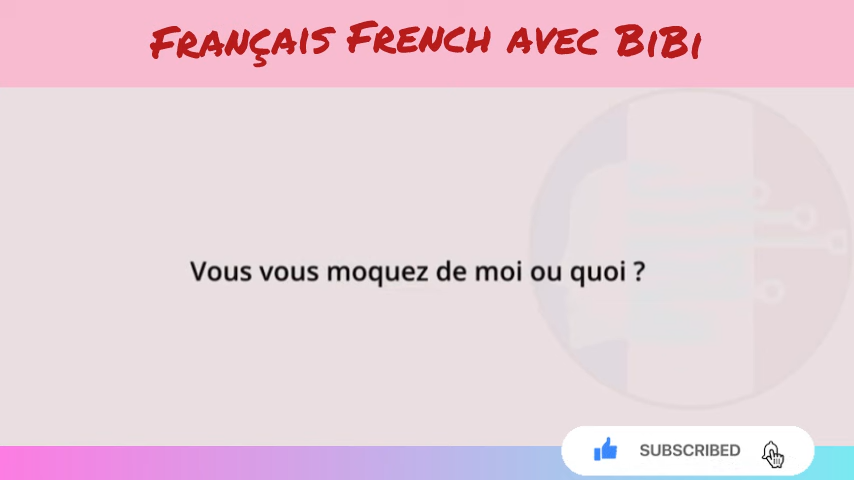 Français French avec BiBi
Vous vous moquez de moi ou quoi ?
SUBSCRIBED